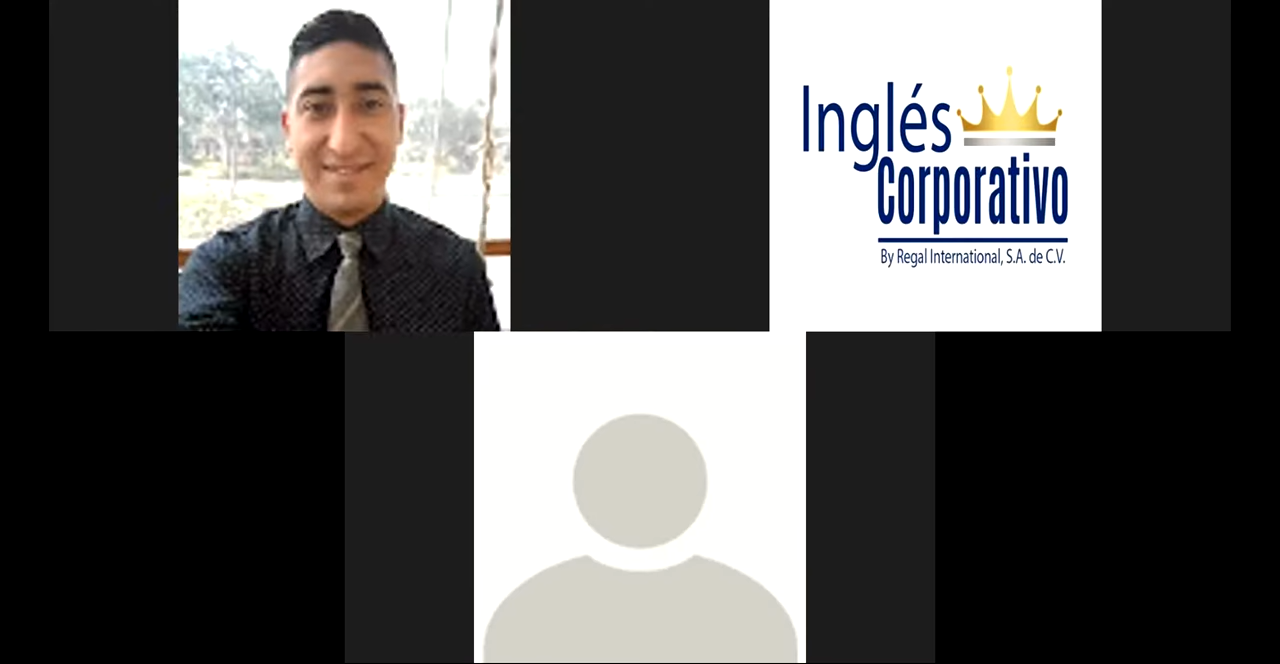 Inglés
Corporativo
By Regal International, S.A. de C.V.